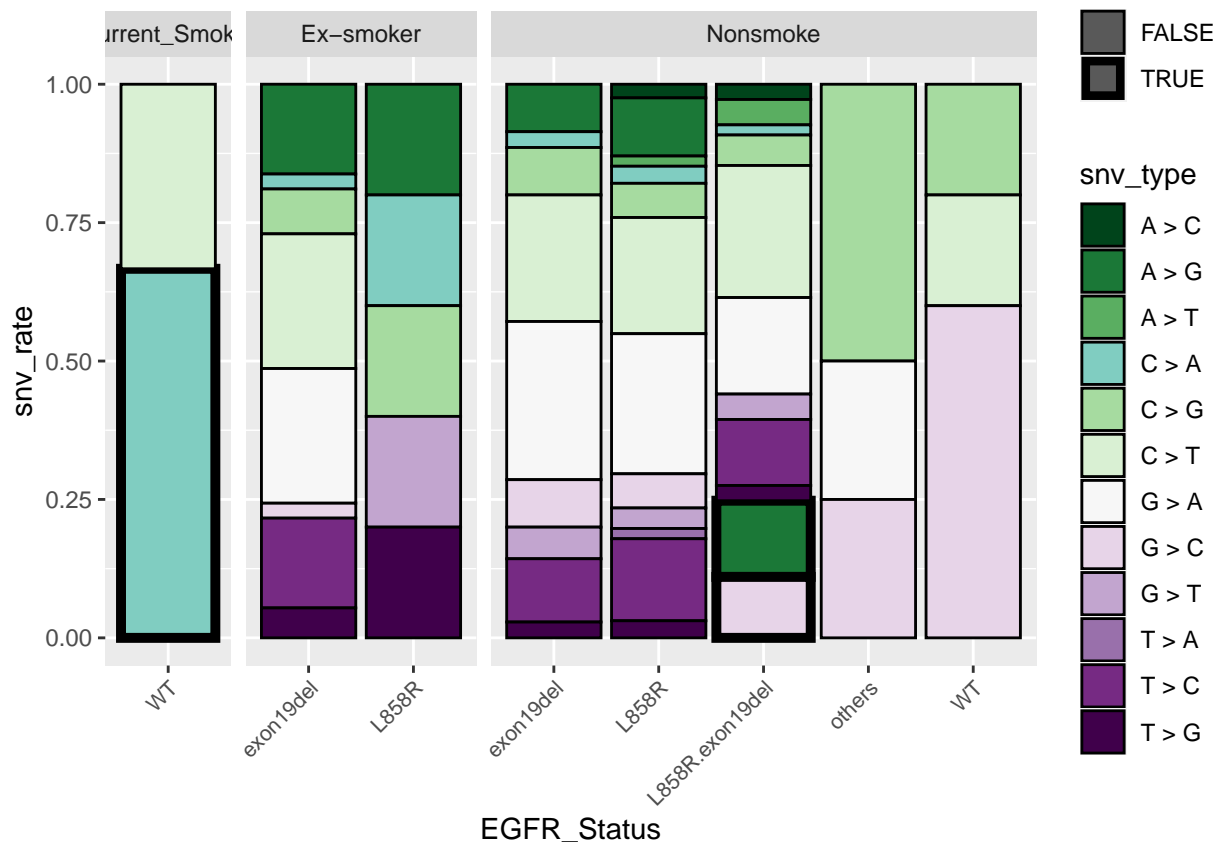 urrent_Smok
Ex−smoker
Nonsmoke
1.00
0.75
0.50
0.25
0.00
snv_rate
WT
exon19del
L858R
exon19del
L858R
L858R.exon19del
others
WT
EGFR_Status
FALSE
TRUE
snv_type
A > C
A > G
A > T
C > A
C > G
C > T
G > A
G > C
G > T
T > A
T > C
T > G